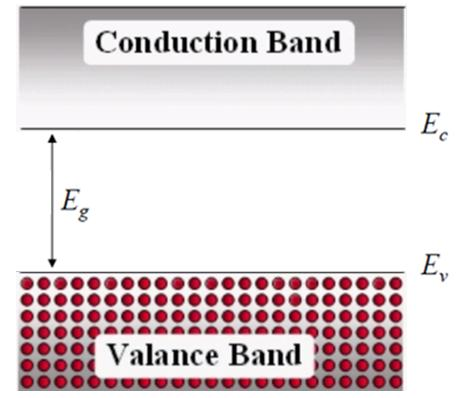 Conduction Band
E_c
E_g
E_v
Valance Band